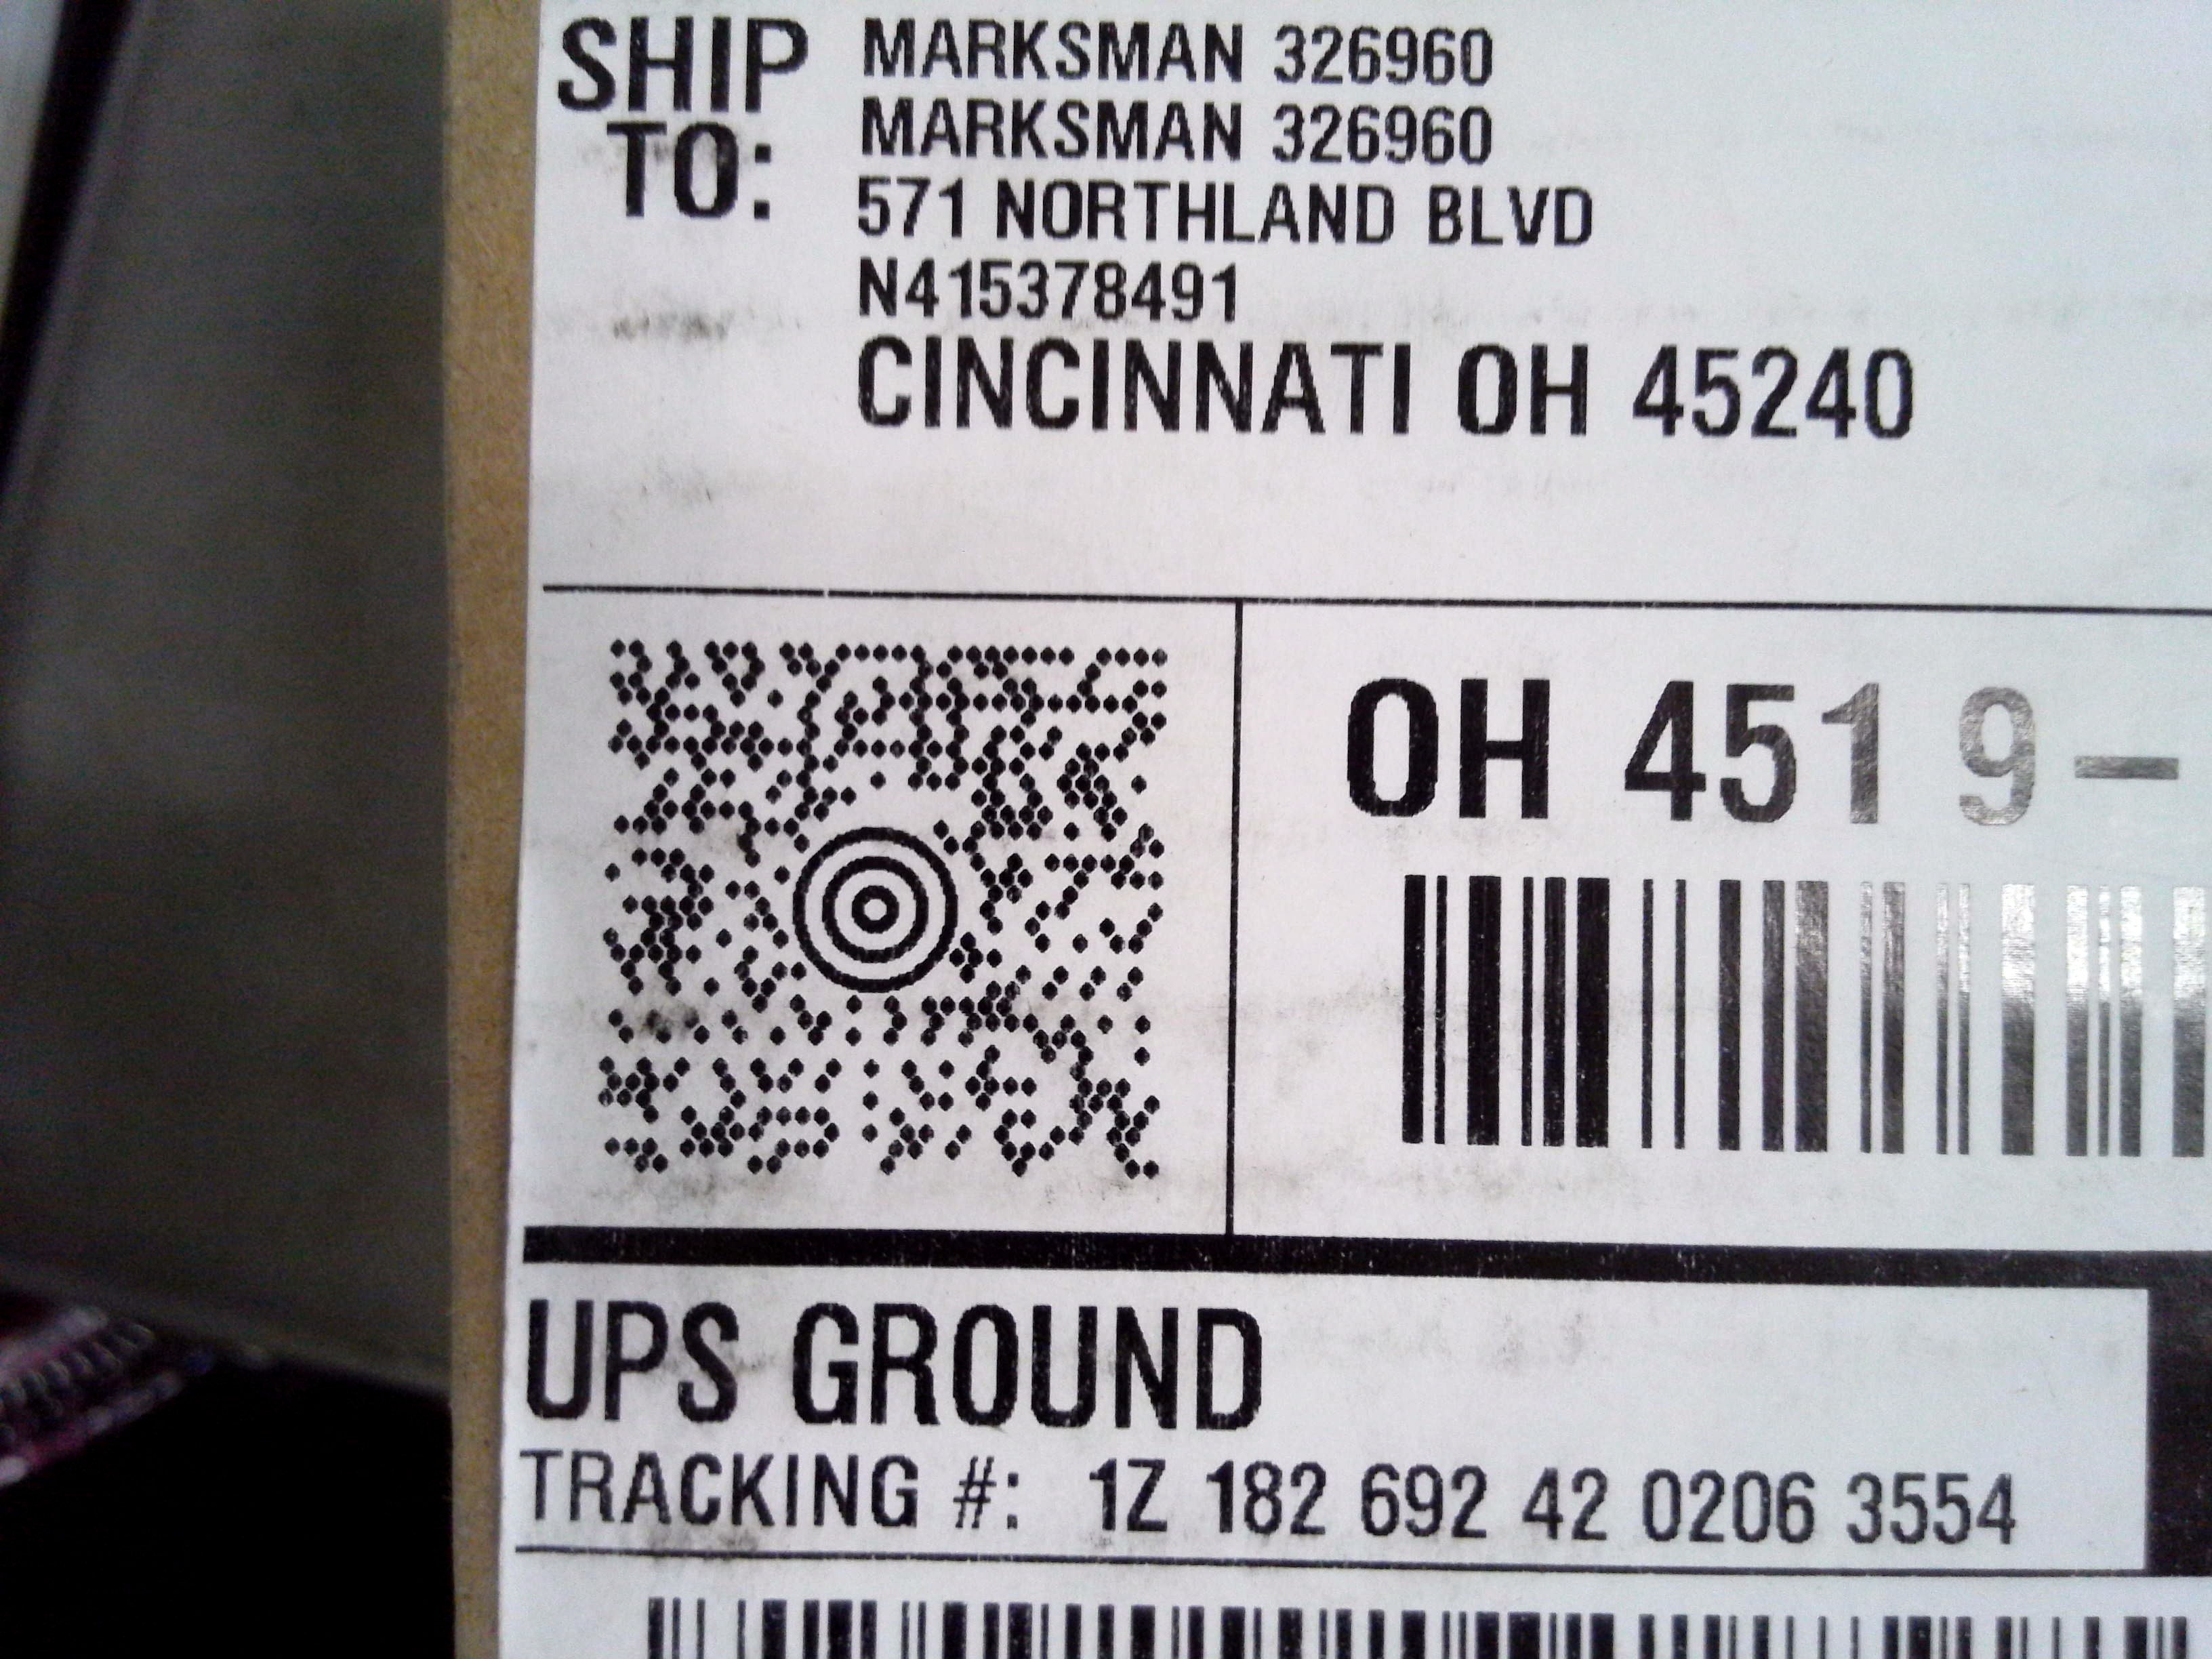 SHIP TO:
MARKSMAN 326960
MARKSMAN 326960
571 NORTHLAND BLVD
N415378491
CINCINNATI OH 45240
OH 451 9-
UPS GROUND
TRACKING #: 1Z 182 692 42 0206 3554